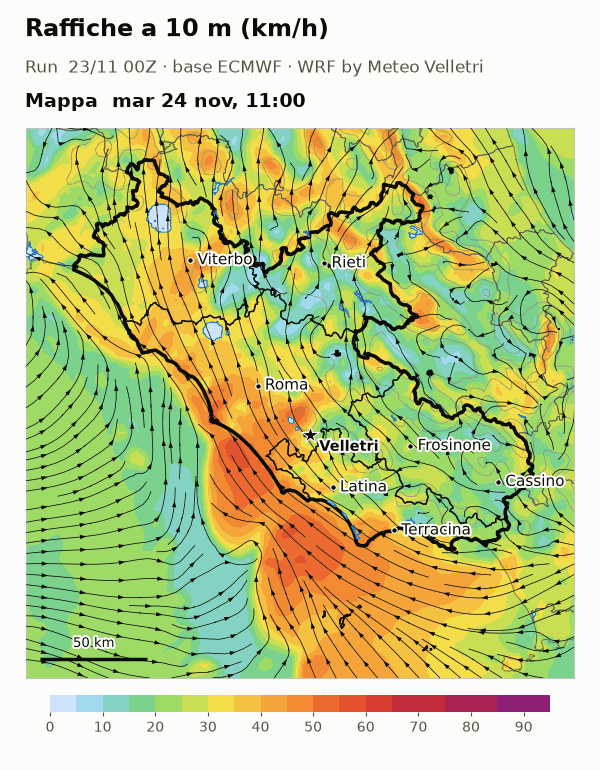 Raffiche a 10 m (km/h)
Run  23/11 00Z · base ECMWF · WRF by Meteo Velletri
Mappa  mar 24 nov, 11:00
Viterbo
Rieti
Roma
Velletri
Frosinone
Cassino
Latina
Terracina
50 km
0 10 20 30 40 50 60 70 80 90